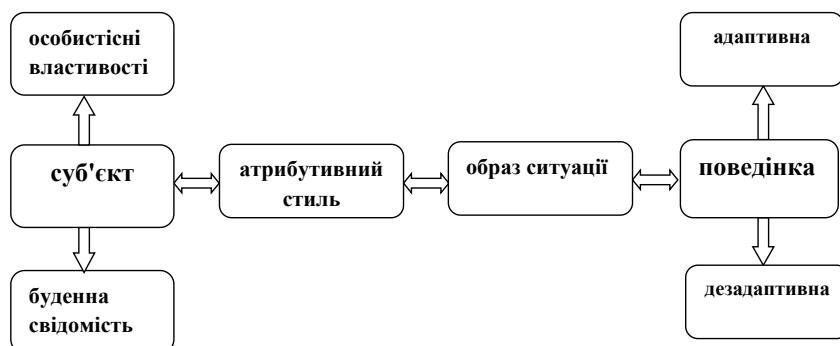 особистісні
властивості
адаптивна
суб'єкт
атрибутивний
стиль
образ ситуації
поведінка
буденна
свідомість
дезадаптивна